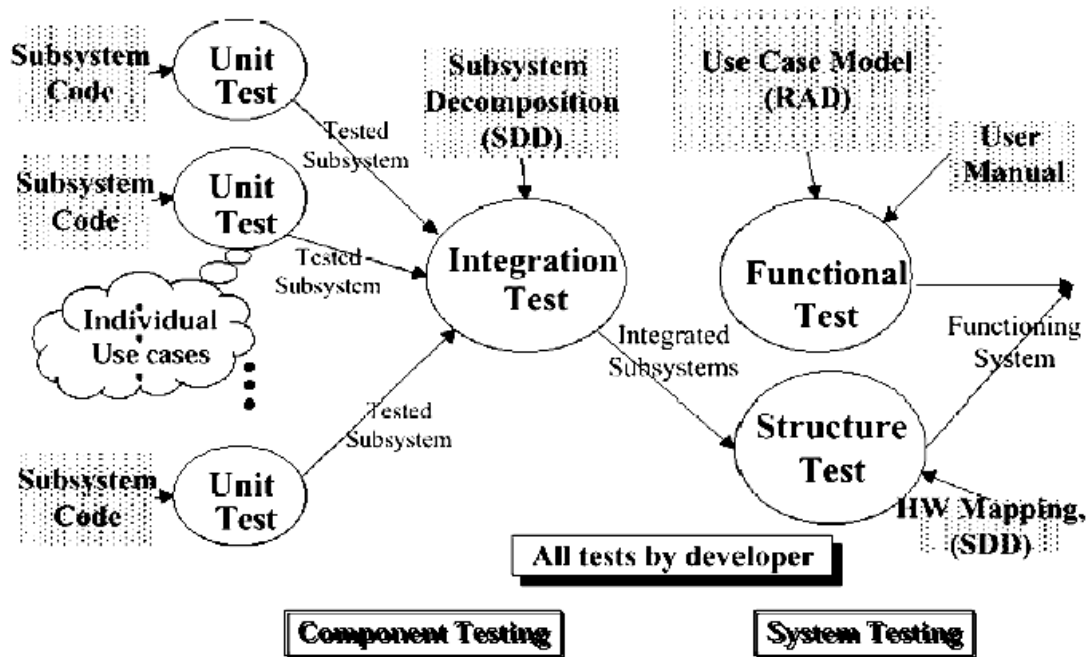 Subsystem
Code
Unit
Test
Tested
Subsystem
Subsystem
Decomposition
(SDD)
Use Case Model
(RAD)
User
Manual
Subsystem
Code
Unit
Test
Tested
Subsystem
Integration
Test
Functional
Test
Functioning
System
Individual
Use cases
Integrated
Subsystems
Tested
Subsystem
Structure
Test
Subsystem
Code
Unit
Test
HW Mapping,
(SDD)
All tests by developer
Component Testing
System Testing